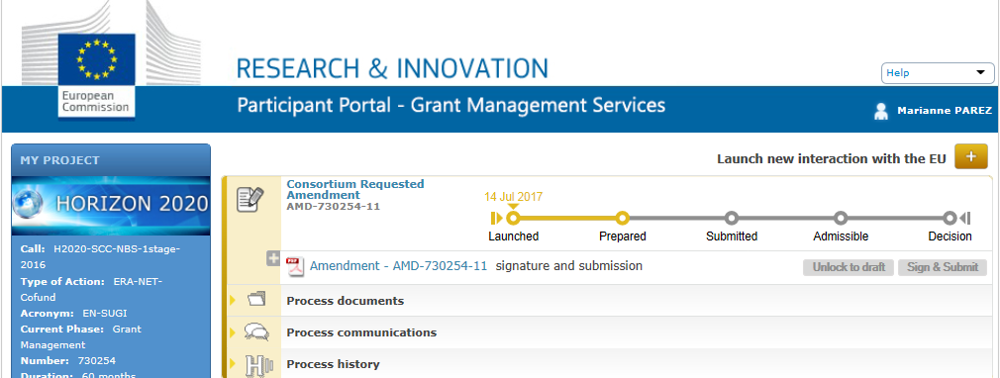 RESEARCH & INNOVATION
Help
European
Commission
Participant Portal - Grant Management Services
Marianne PAREZ
MY PROJECT
HORIZON 2020
Call: H2020-SCC-NBS-1stage-
2016
Type of Action: ERA-NET-
Cofund
Acronym: EN-SUGI
Current Phase: Grant
Management
Number: 730254
Duration: 60 months
Launch new interaction with the EU +
Consortium Requested
Amendment
AMD-730254-11
14 Jul 2017
Launched Prepared Submitted Admissible Decision
Amendment - AMD-730254-11 signature and submission Unlock to draft Sign & Submit
Process documents
Process communications
Process history